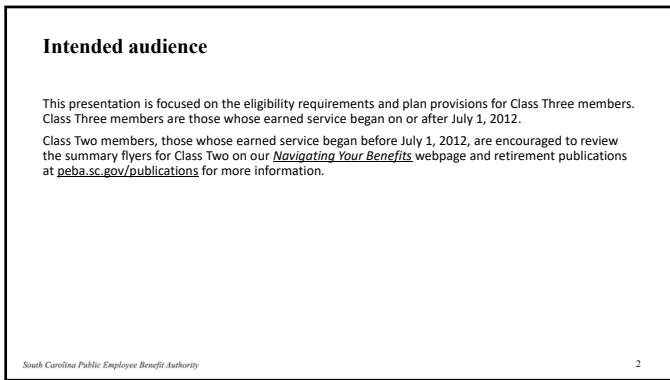 Intended audience
This presentation is focused on the eligibility requirements and plan provisions for Class Three members.
Class Three members are those whose earned service began on or after July 1, 2012.
Class Two members, those whose earned service began before July 1, 2012, are encouraged to review
the summary flyers for Class Two on our Navigating Your Benefits webpage and retirement publications
at peba.sc.gov/publications for more information.
South Carolina Public Employee Benefit Authority
2